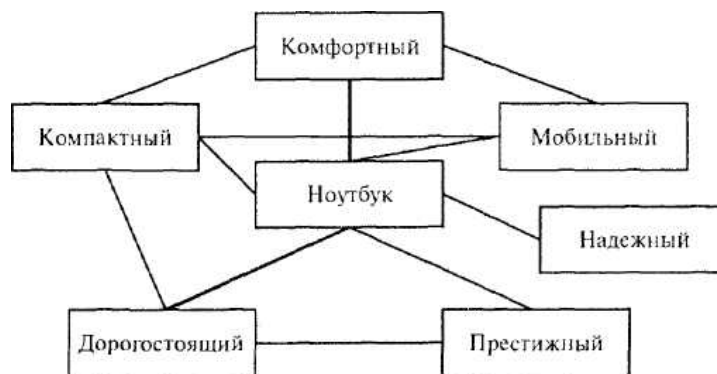 Комфортный
Компактный
Мобильный
Ноутбук
Надежный
Дорогостоящий
Престижный